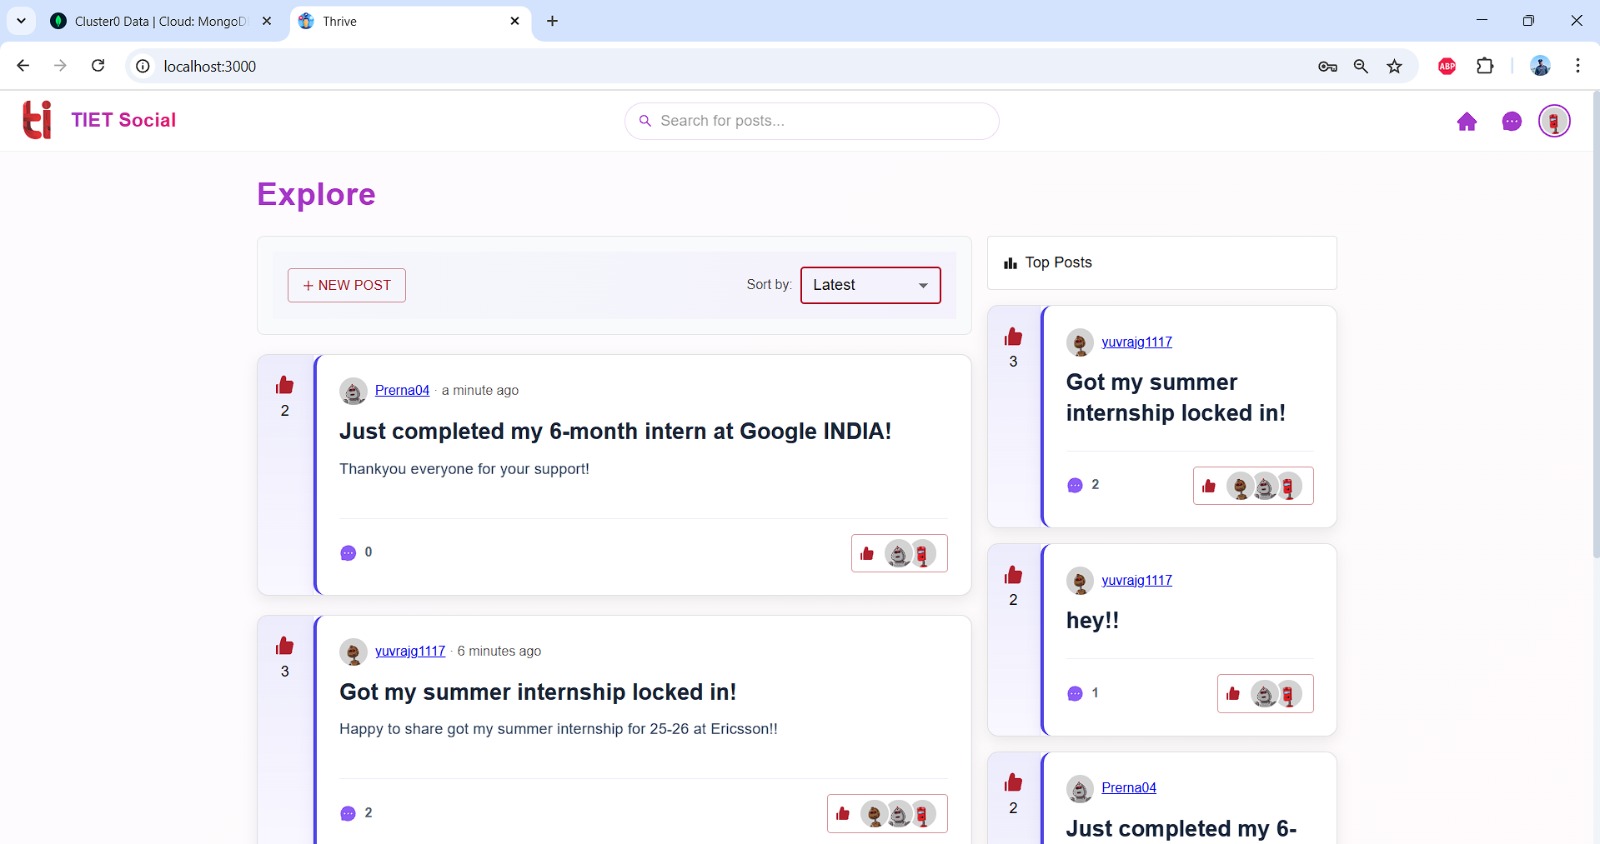 Cluster0 Data | Cloud: MongoD
Thrive
localhost:3000
ABP
ti TIET Social
Search for posts...
Explore
+ NEW POST
Sort by: Latest
2
Prerna04 · a minute ago
Just completed my 6-month intern at Google INDIA!
Thankyou everyone for your support!
0
3
yuvrajg1117 · 6 minutes ago
Got my summer internship locked in!
Happy to share got my summer internship for 25-26 at Ericsson!!
2
Top Posts
3
yuvrajg1117
Got my summer
internship locked in!
2
2
yuvrajg1117
hey!!
1
2
Prerna04
Just completed my 6-